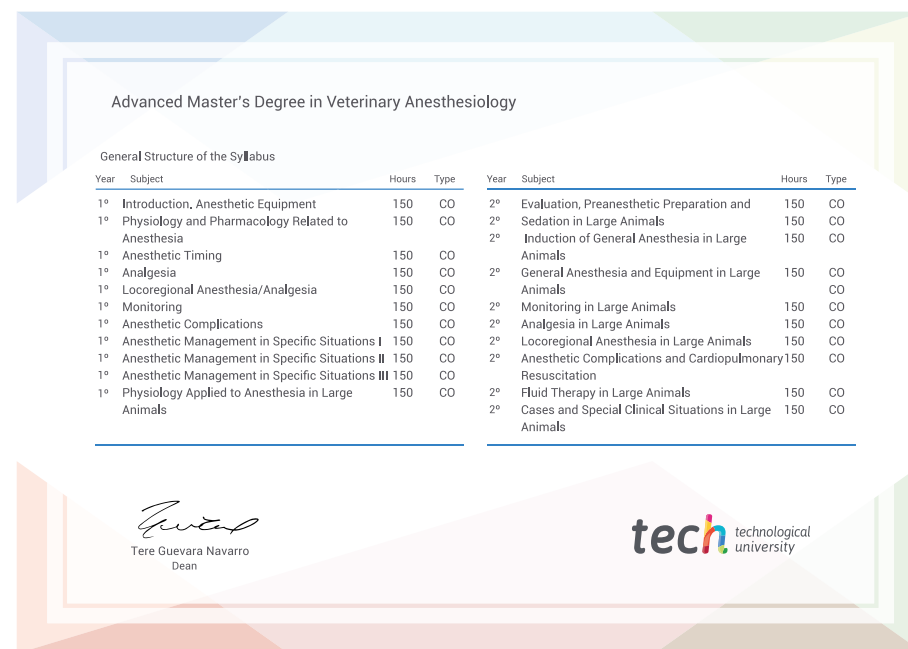 Advanced Master's Degree in Veterinary Anesthesiology
General Structure of the Syllabus
Year Subject Hours Type
1º Introduction. Anesthetic Equipment 150 CO
1º Physiology and Pharmacology Related to 150 CO
Anesthesia
1º Anesthetic Timing 150 CO
1º Analgesia 150 CO
1º Locoregional Anesthesia/Analgesia 150 CO
1º Monitoring 150 CO
1º Anesthetic Complications 150 CO
1º Anesthetic Management in Specific Situations I 150 CO
1º Anesthetic Management in Specific Situations II 150 CO
1º Anesthetic Management in Specific Situations III 150 CO
1º Physiology Applied to Anesthesia in Large 150 CO
Animals
Year Subject Hours Type
2º Evaluation, Preanesthetic Preparation and 150 CO
2º Sedation in Large Animals 150 CO
2º Induction of General Anesthesia in Large 150 CO
Animals
2º General Anesthesia and Equipment in Large 150 CO
Animals CO
2º Monitoring in Large Animals 150 CO
2º Analgesia in Large Animals 150 CO
2º Locoregional Anesthesia in Large Animals 150 CO
2º Anesthetic Complications and Cardiopulmonary 150 CO
Resuscitation
2º Fluid Therapy in Large Animals 150 CO
2º Cases and Special Clinical Situations in Large 150 CO
Animals
Tere Guevara Navarro
Dean
tech technological
university